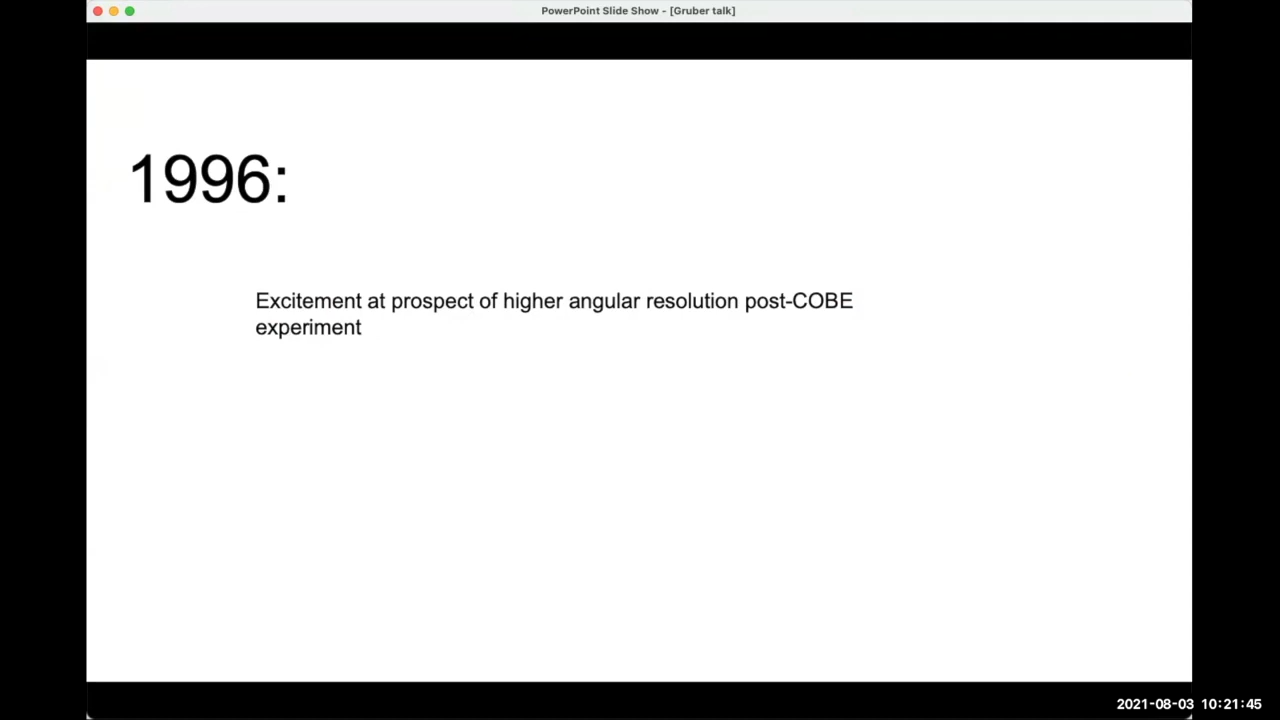 PowerPoint Slide Show - [Gruber talk]
1996:
Excitement at prospect of higher angular resolution post-COBE
experiment
2021-08-03 10:21:45